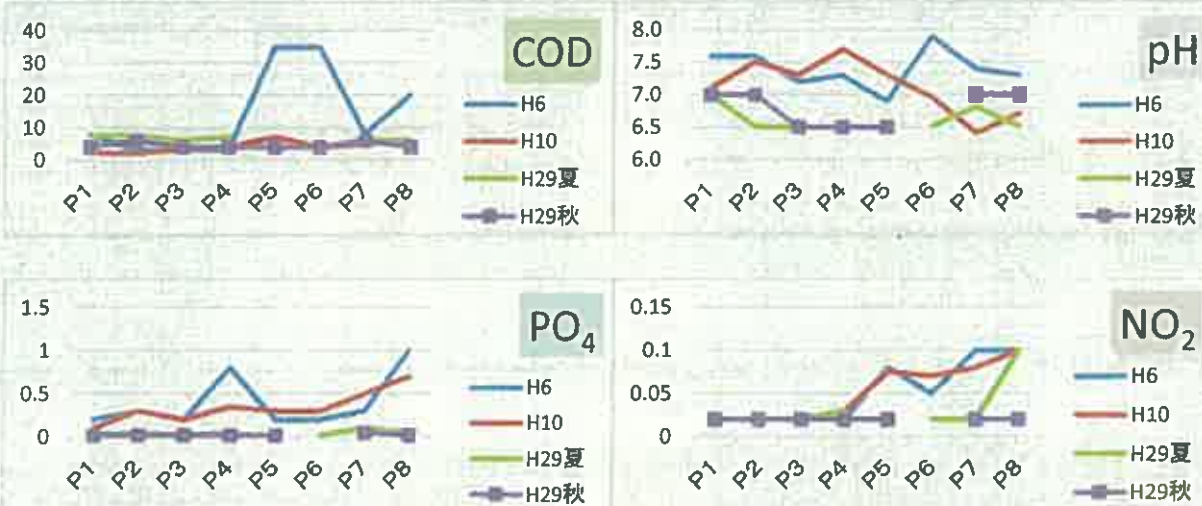 COD
40
30
20
10
0
P1 P2 P3 P4 P5 P6 P7 P8
H6
H10
H29夏
H29秋
pH
8.0
7.5
7.0
6.5
6.0
P1 P2 P3 P4 P5 P6 P7 P8
H6
H10
H29夏
H29秋
PO4
1.5
1
0.5
0
P1 P2 P3 P4 P5 P6 P7 P8
H6
H10
H29夏
H29秋
NO2
0.15
0.1
0.05
0
P1 P2 P3 P4 P5 P6 P7 P8
H6
H10
H29夏
H29秋